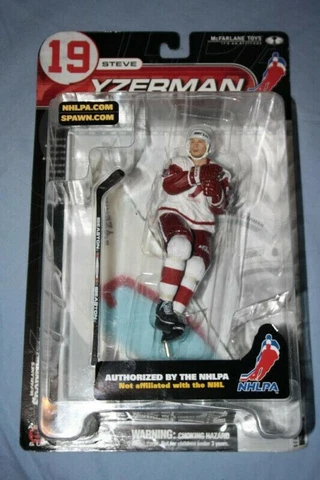 19
STEVE
YZERMAN
McFARLANE TOYS
NHLPA.COM
SPAWN.COM
AUTHORIZED BY THE NHLPA
Not affiliated with the NHL
NHLPA
WARNING: CHOKING HAZARD